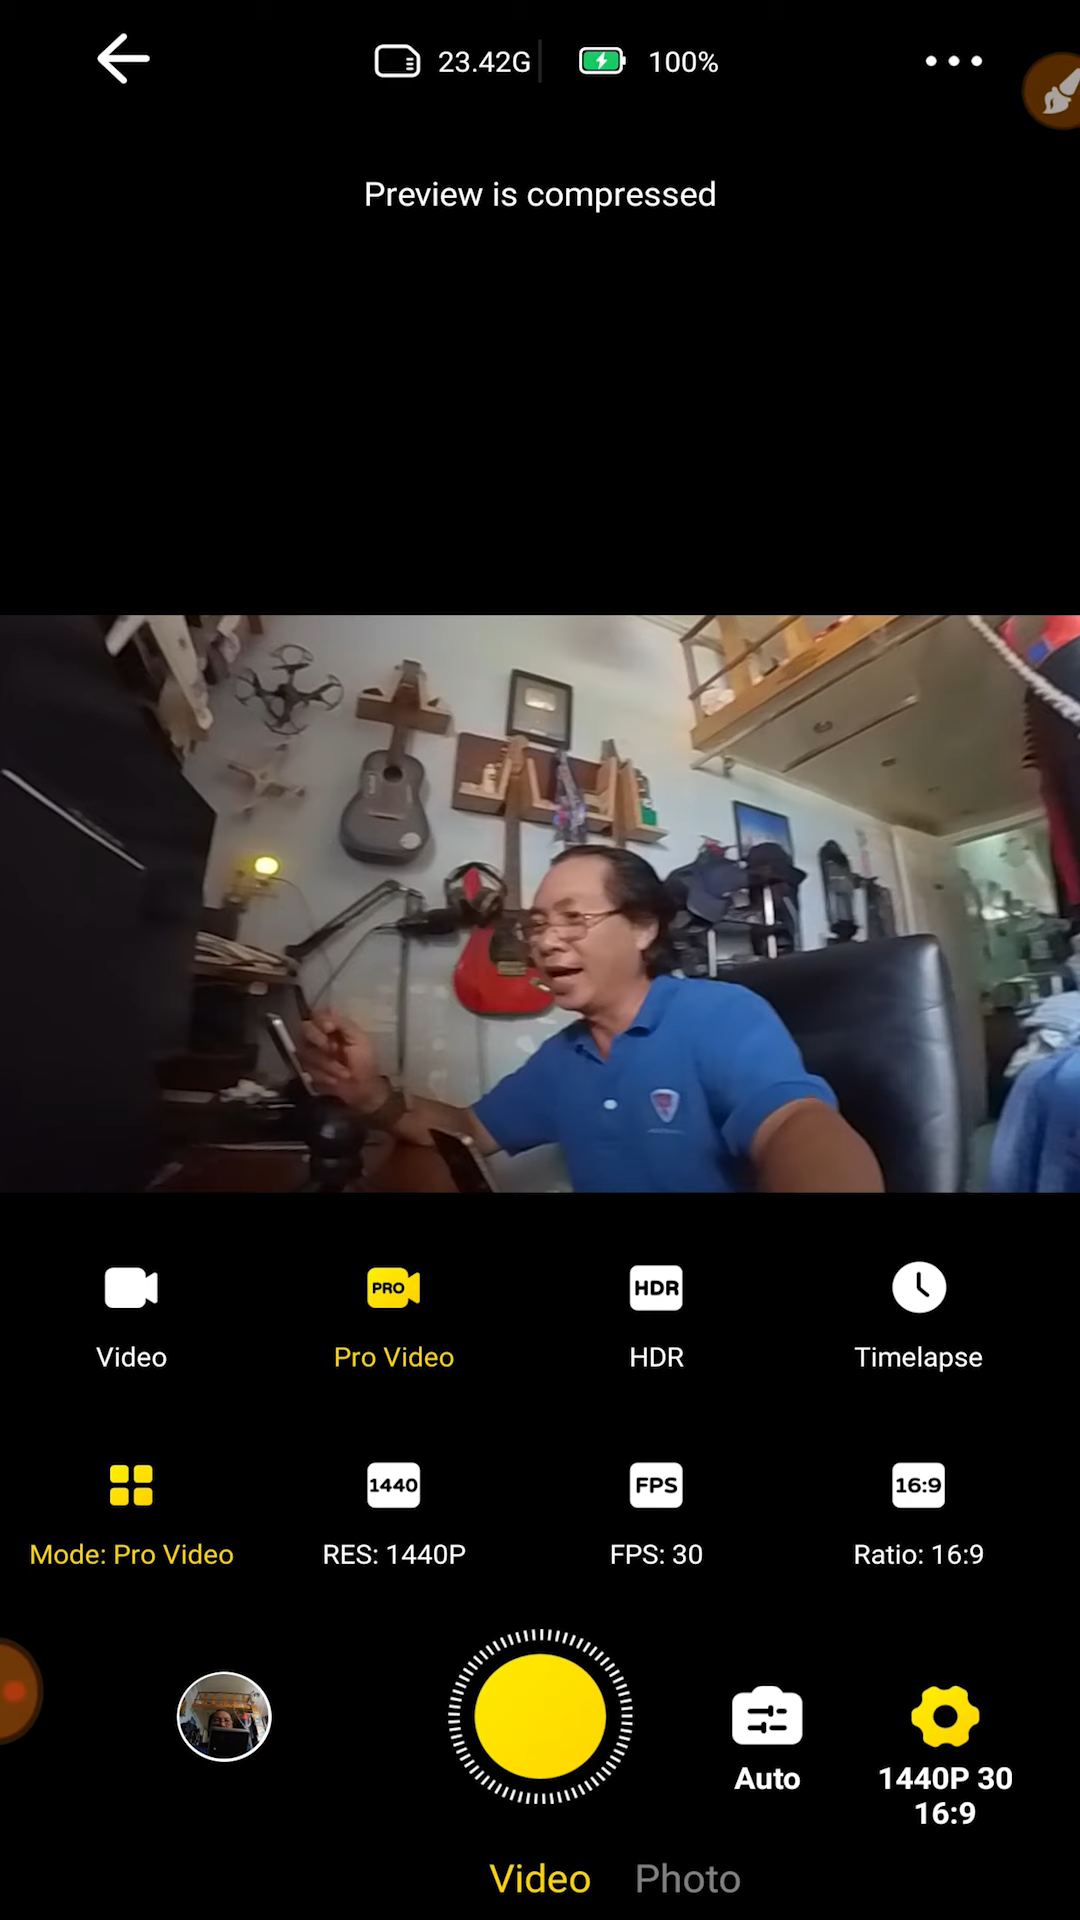 23.42G
100%
Preview is compressed
PRO
HDR
Video
Pro Video
HDR
Timelapse
1440
FPS
16:9
Mode: Pro Video
RES: 1440P
FPS: 30
Ratio: 16:9
Auto
1440P 30
16:9
Video
Photo